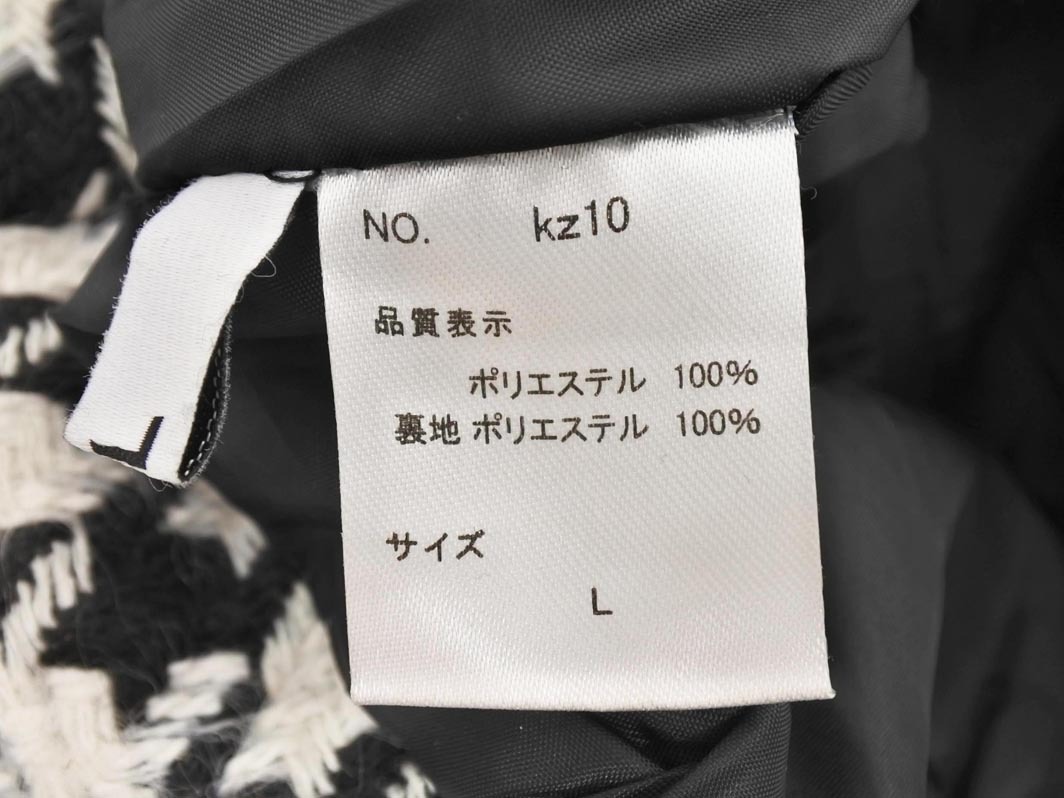 NO. kz10
品質表示
ポリエステル 100%
裏地 ポリエステル 100%
サイズ
L
L